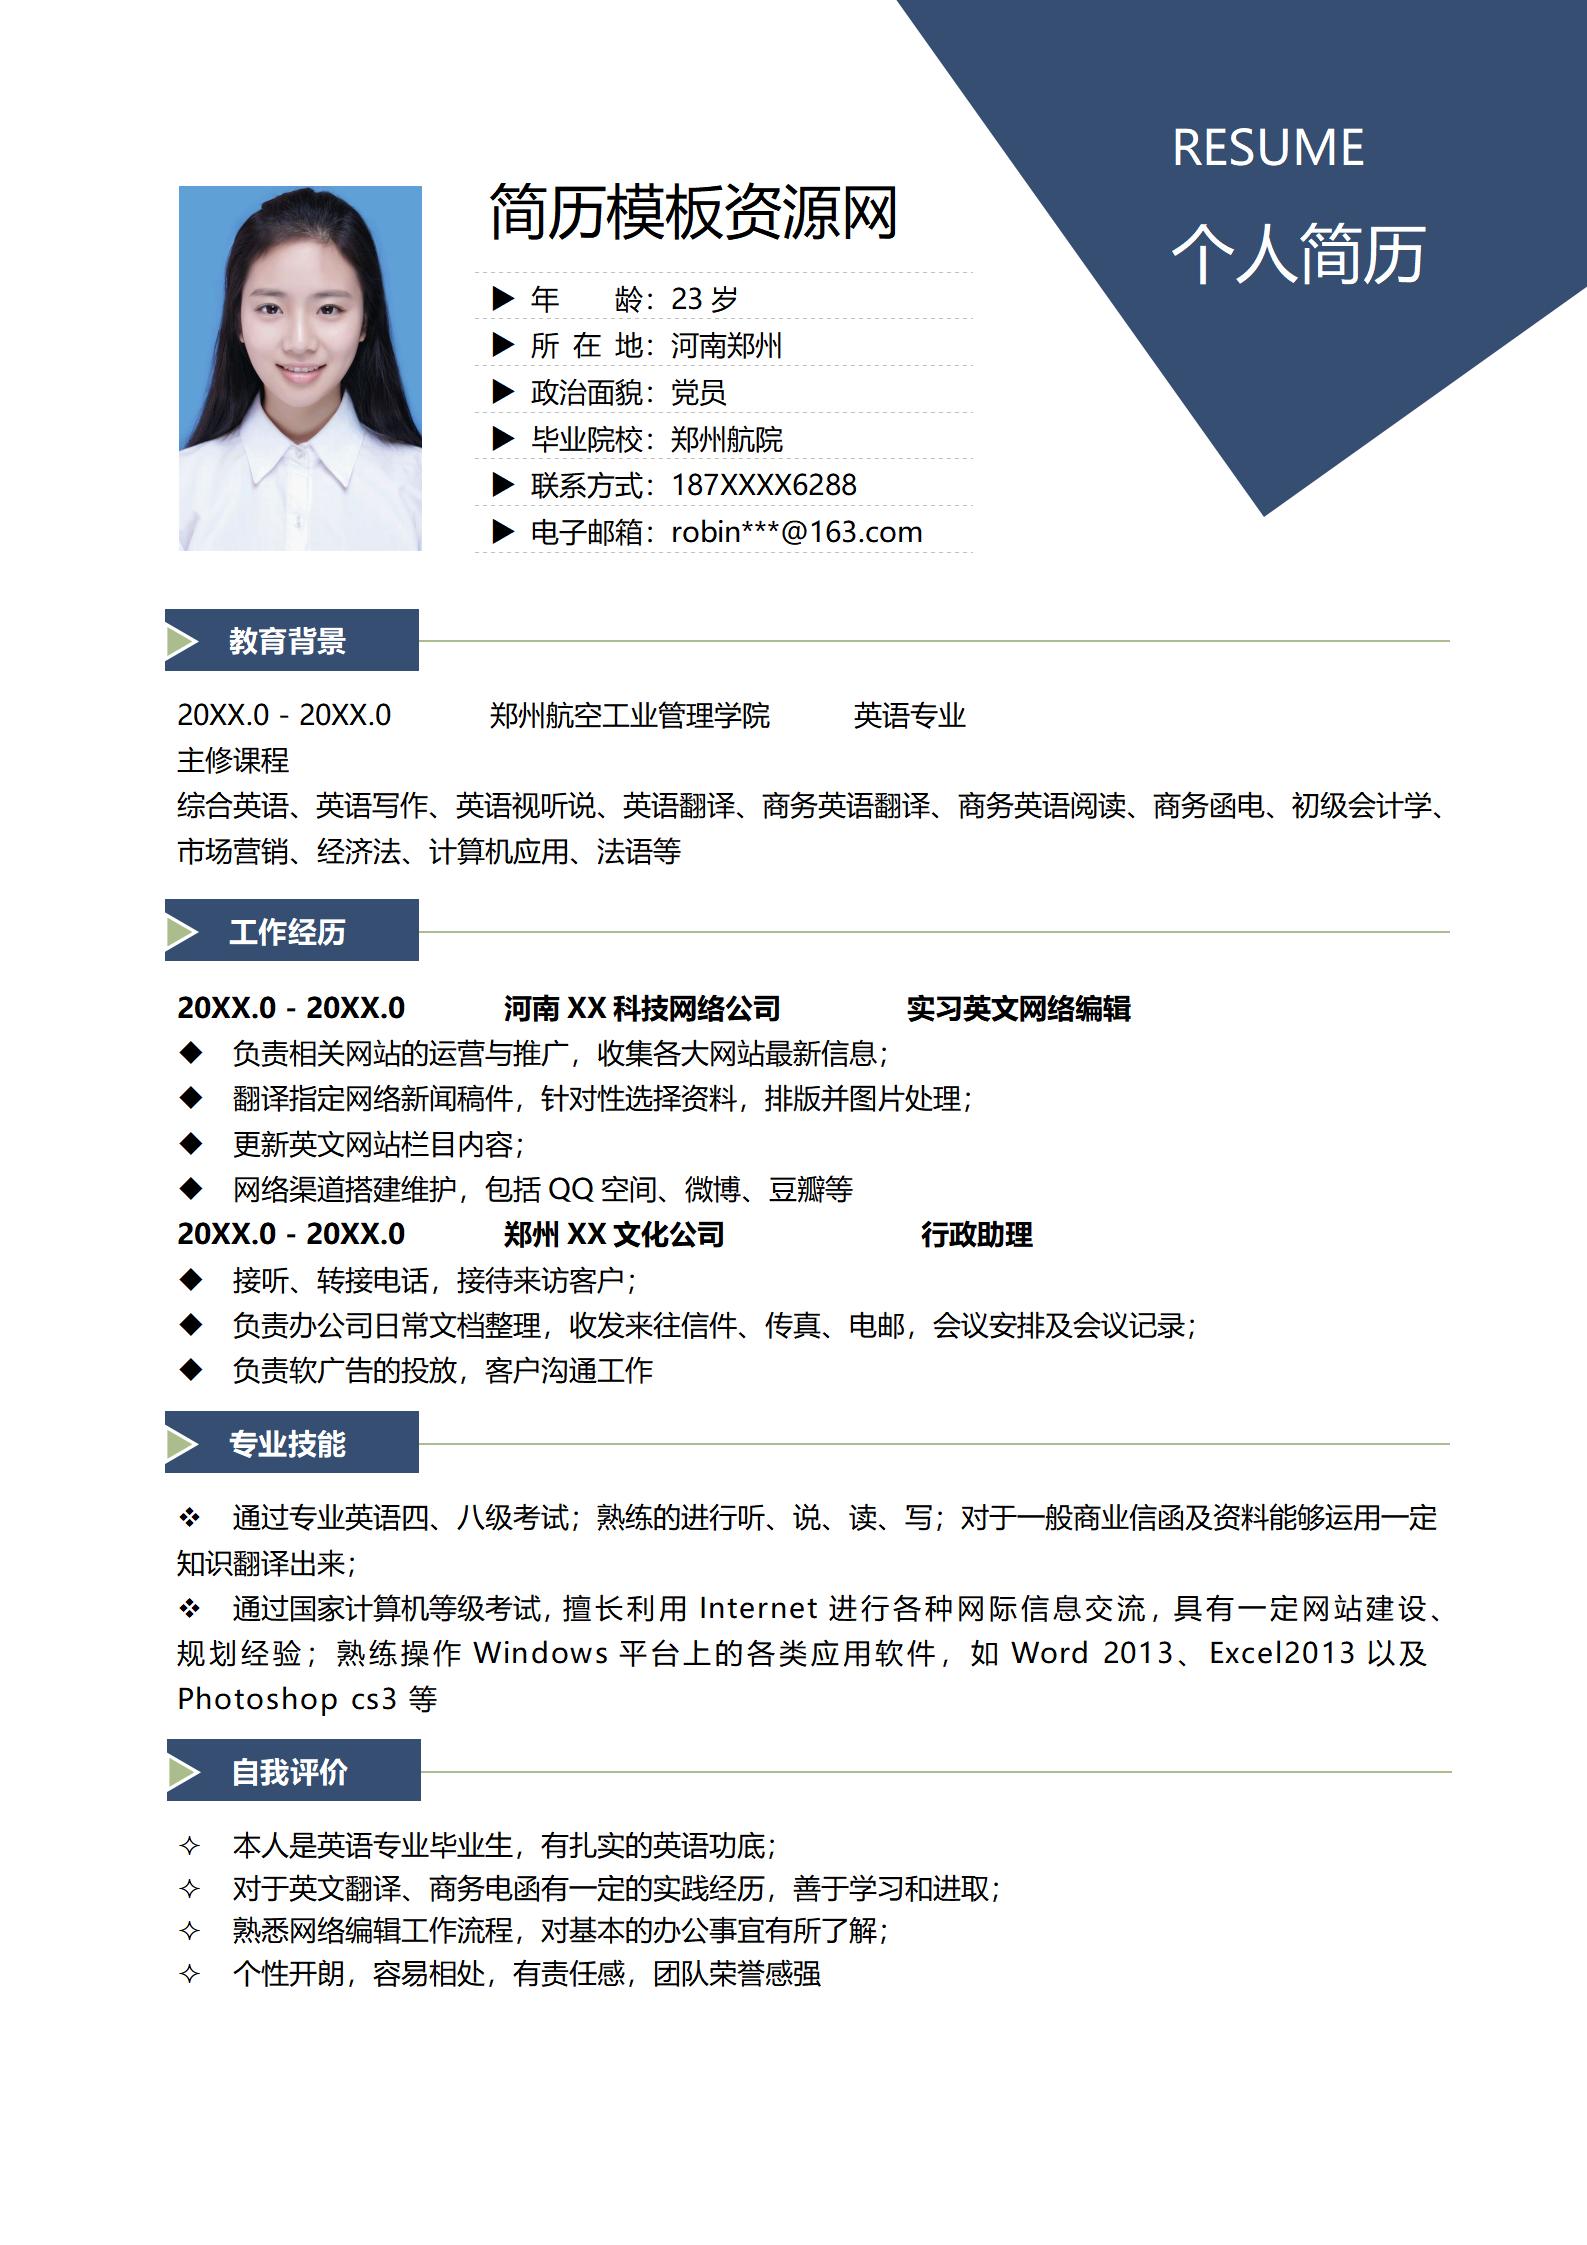 RESUME
个人简历
简历模板资源网
年 龄：23 岁
所 在 地：河南郑州
政治面貌：党员
毕业院校：郑州航院
联系方式：187XXXX6288
电子邮箱：robin***@163.com
教育背景
20XX.0 - 20XX.0 郑州航空工业管理学院 英语专业
主修课程
综合英语、英语写作、英语视听说、英语翻译、商务英语翻译、商务英语阅读、商务函电、初级会计学、
市场营销、经济法、计算机应用、法语等
工作经历
20XX.0 - 20XX.0 河南 XX 科技网络公司 实习英文网络编辑
◆ 负责相关网站的运营与推广，收集各大网站最新信息；
◆ 翻译指定网络新闻稿件，针对性选择资料，排版并图片处理；
◆ 更新英文网站栏目内容；
◆ 网络渠道搭建维护，包括 QQ 空间、微博、豆瓣等
20XX.0 - 20XX.0 郑州 XX 文化公司 行政助理
◆ 接听、转接电话，接待来访客户；
◆ 负责办公司日常文档整理，收发来往信件、传真、电邮，会议安排及会议记录；
◆ 负责软广告的投放，客户沟通工作
专业技能
❖ 通过专业英语四、八级考试；熟练的进行听、说、读、写；对于一般商业信函及资料能够运用一定
知识翻译出来；
❖ 通过国家计算机等级考试，擅长利用 Internet 进行各种网际信息交流，具有一定网站建设、
规划经验；熟练操作 Windows 平台上的各类应用软件，如 Word 2013、Excel2013 以及
Photoshop cs3 等
自我评价
✧ 本人是英语专业毕业生，有扎实的英语功底；
✧ 对于英文翻译、商务电函有一定的实践经历，善于学习和进取；
✧ 熟悉网络编辑工作流程，对基本的办公事宜有所了解；
✧ 个性开朗，容易相处，有责任感，团队荣誉感强